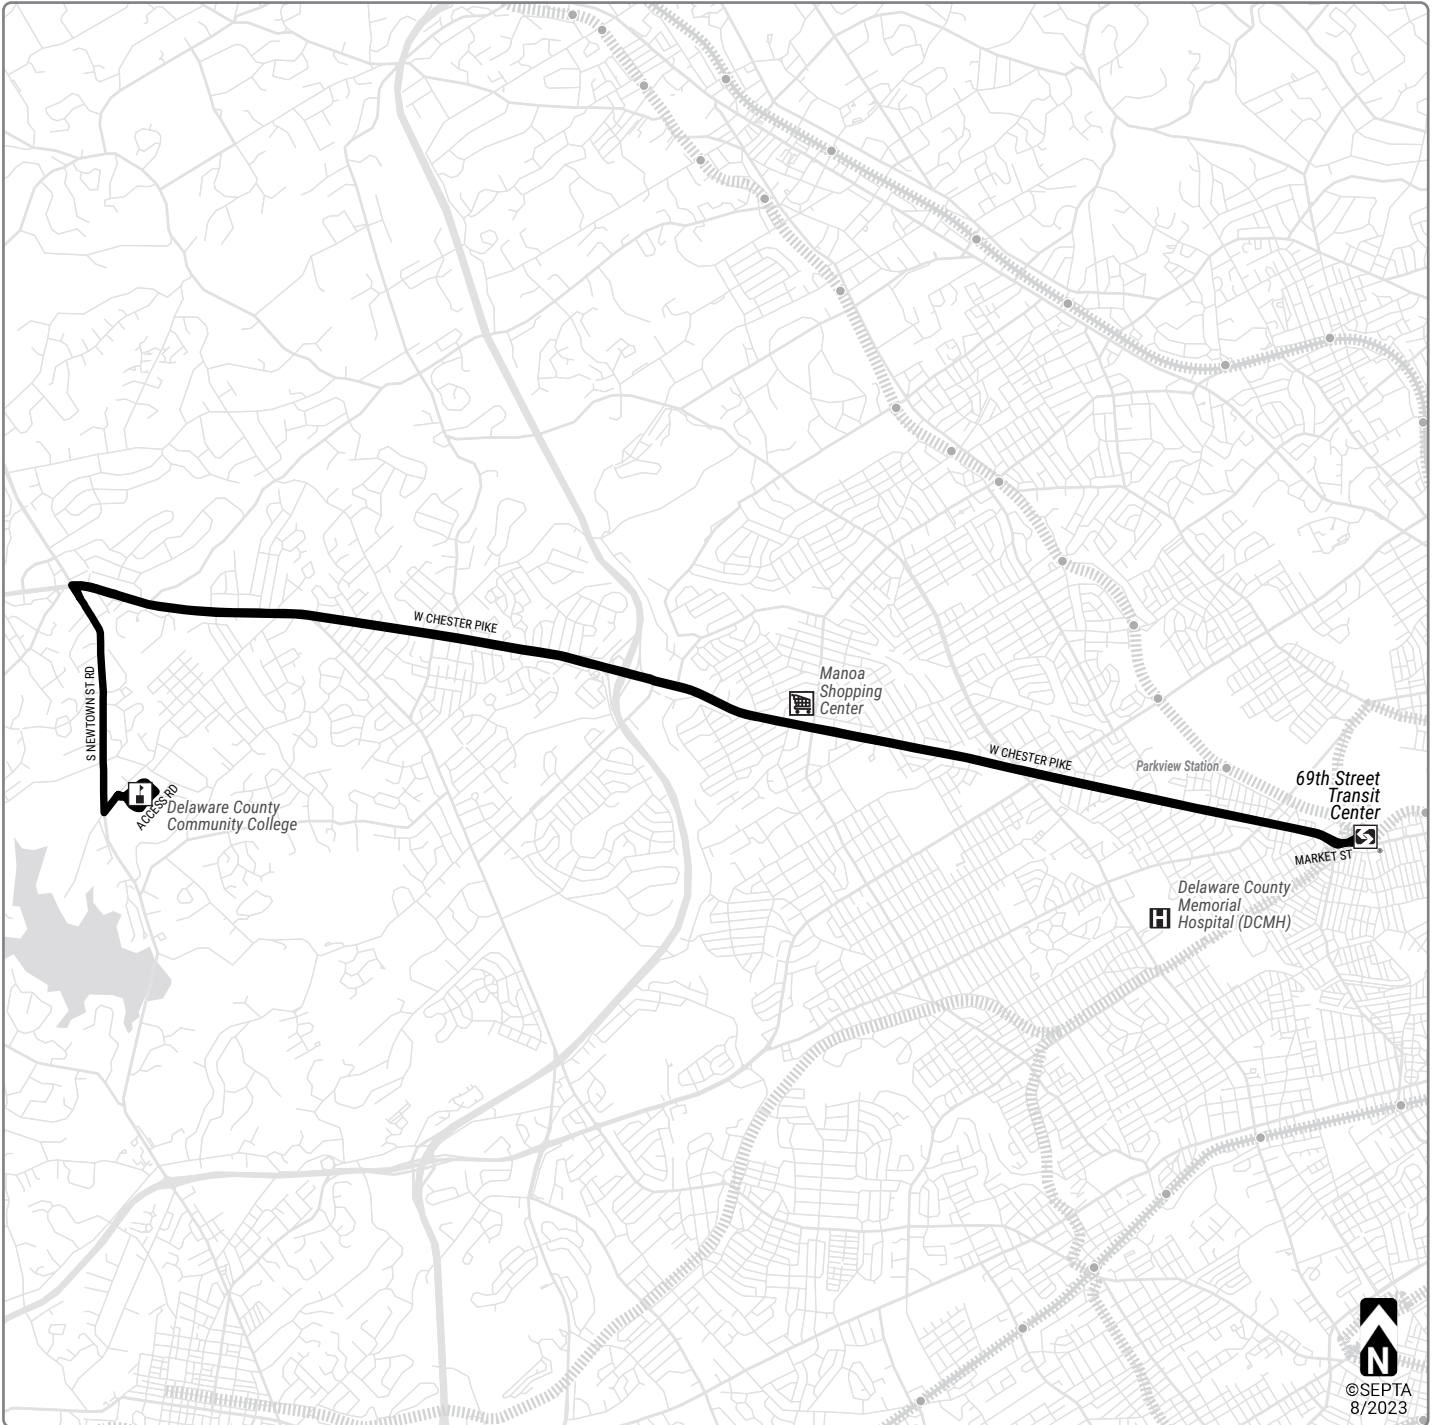 W CHESTER PIKE
S NEWTOWN ST RD
Manoa
Shopping
Center
W CHESTER PIKE
Parkview Station
69th Street
Transit
Center
ACCESS RD
Delaware County
Community College
MARKET ST
Delaware County
Memorial
Hospital (DCMH)
H
N
©SEPTA
8/2023